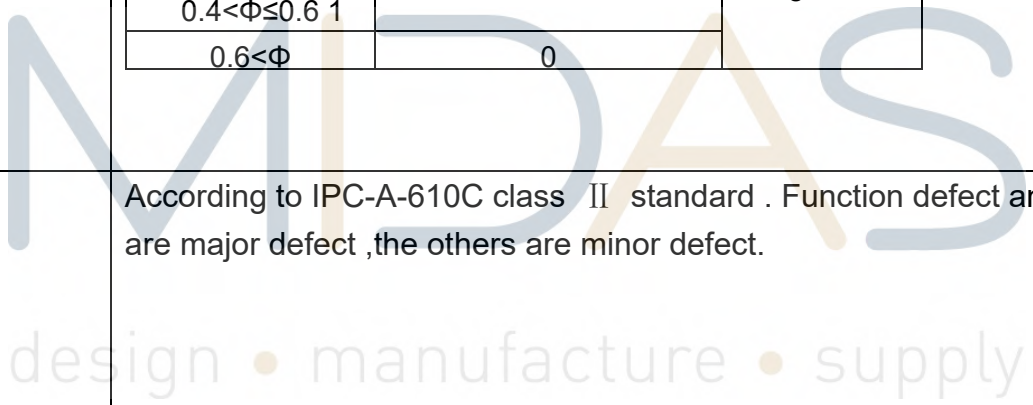 0.4<Φ≤0.6 1
0.6<Φ 0
According to IPC-A-610C class Ⅱ standard . Function defect
are major defect ,the others are minor defect.
MIDAS
design • manufacture • supply